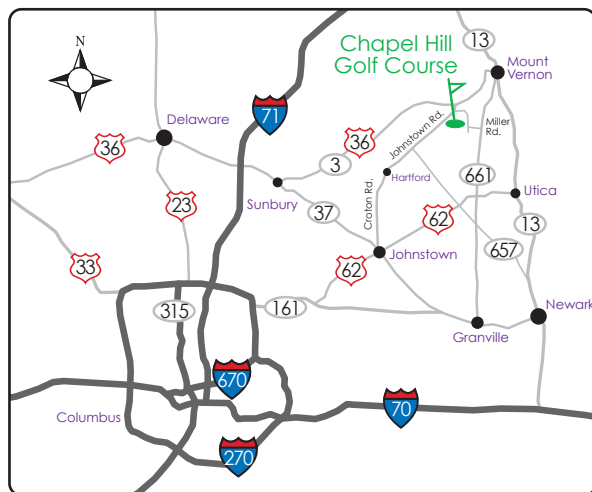 N
13
Chapel Hill
Golf Course
Mount
Vernon
71
Delaware
36
36
Johnstown Rd.
Miller
Rd.
3
Hartford
661
Sunbury
23
37
Croton Rd.
62
Utica
13
657
33
62
Johnstown
315
161
Newark
Granville
670
70
Columbus
270